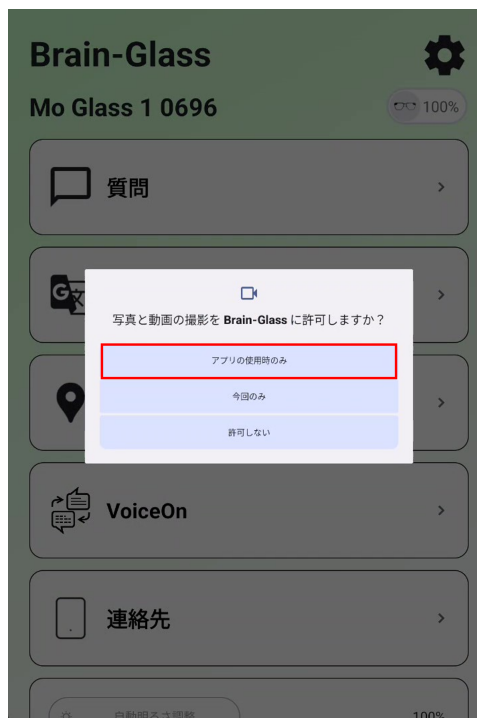 Brain-Glass
Mo Glass 1 0696
100%
質問
G文
写真と動画の撮影を Brain-Glass に許可しますか？
アプリの使用時のみ
今回のみ
許可しない
VoiceOn
連絡先
自動明るさ調整
100%